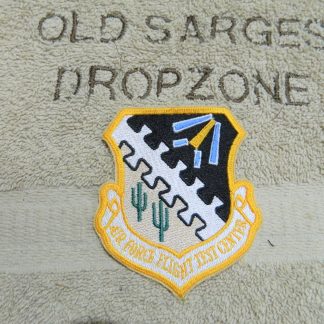 OLD SARGES
DROPZONE
AIR FORCE FLIGHT TEST CENTER